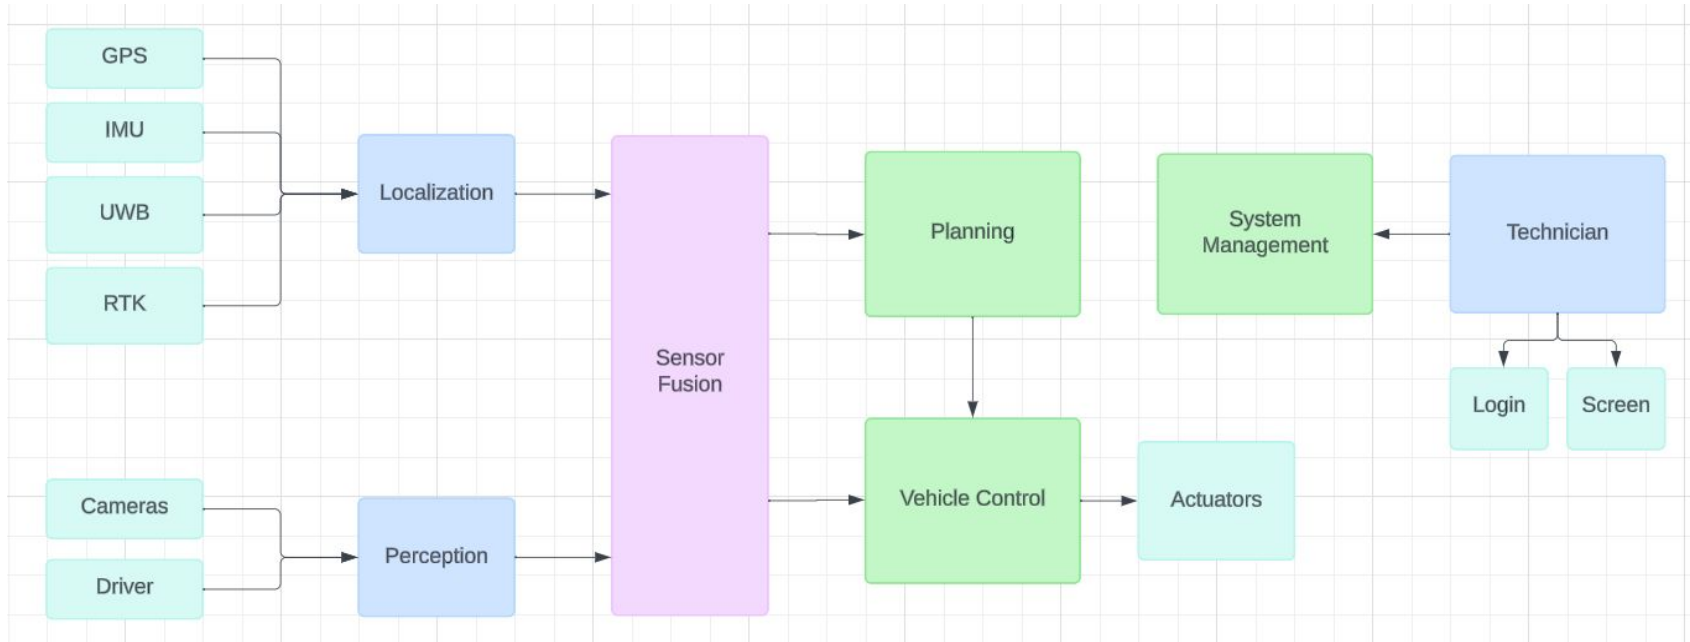 GPS
IMU
UWB
RTK
Localization
Cameras
Driver
Perception
Sensor
Fusion
Planning
Vehicle Control
Actuators
System
Management
Technician
Login
Screen